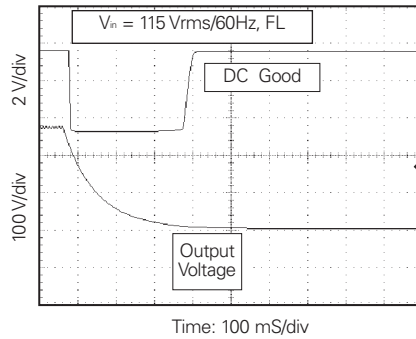 Vᵢₙ = 115 Vrms/60Hz, FL
2 V/div
DC Good
100 V/div
Output
Voltage
Time: 100 mS/div